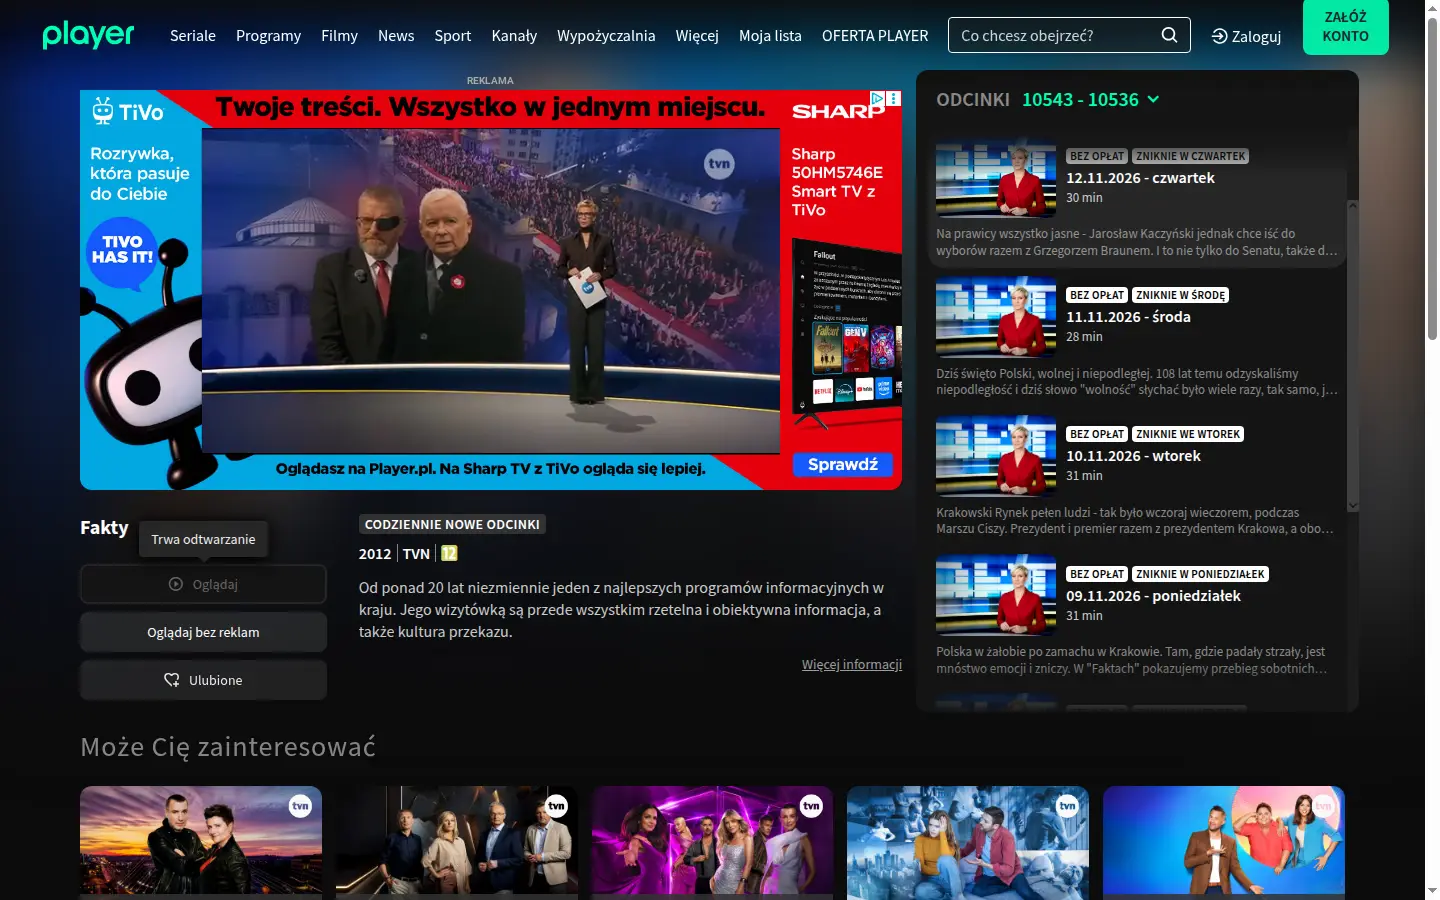 player
Seriale
Programy
Filmy
News
Sport
Kanały
Wypożyczalnia
Więcej
Moja lista
OFERTA PLAYER
Co chcesz obejrzeć?
Zaloguj
ZAŁÓŻ
KONTO
REKLAMA
TiVo
Rozrywka,
która pasuje
do Ciebie
TIVO
HAS IT!
Twoje treści. Wszystko w jednym miejscu.
tvn
SHARP
Sharp
50HM5746E
Smart TV z
TiVo
Fallout
Sprawdź
Oglądasz na Player.pl. Na Sharp TV z TiVo ogląda się lepiej.
Fakty
Trwa odtwarzanie
Oglądaj
Oglądaj bez reklam
Ulubione
CODZIENNIE NOWE ODCINKI
2012 | TVN | 12
Od ponad 20 lat niezmiennie jeden z najlepszych programów informacyjnych w
kraju. Jego wizytówką są przede wszystkim rzetelna i obiektywna informacja, a
także kultura przekazu.
Więcej informacji
ODCINKI 10543 - 10536
BEZ OPŁAT ZNIKNIE W CZWARTEK
12.11.2026 - czwartek
30 min
Na prawicy wszystko jasne - Jarosław Kaczyński jednak chce iść do
wyborów razem z Grzegorzem Braunem. I to nie tylko do Senatu, także d...
BEZ OPŁAT ZNIKNIE W ŚRODĘ
11.11.2026 - środa
28 min
Dziś święto Polski, wolnej i niepodległej. 108 lat temu odzyskaliśmy
niepodległość i dziś słowo "wolność" słychać było wiele razy, tak samo, j...
BEZ OPŁAT ZNIKNIE WE WTOREK
10.11.2026 - wtorek
31 min
Krakowski Rynek pełen ludzi - tak było wczoraj wieczorem, podczas
Marszu Ciszy. Prezydent i premier razem z prezydentem Krakowa, a obo...
BEZ OPŁAT ZNIKNIE W PONIEDZIAŁEK
09.11.2026 - poniedziałek
31 min
Polska w żałobie po zamachu w Krakowie. Tam, gdzie padały strzały, jest
mnóstwo emocji i zniczy. W "Faktach" pokazujemy przebieg sobotnich...
Może Cię zainteresować
tvn
tvn
tvn
tvn
tvn